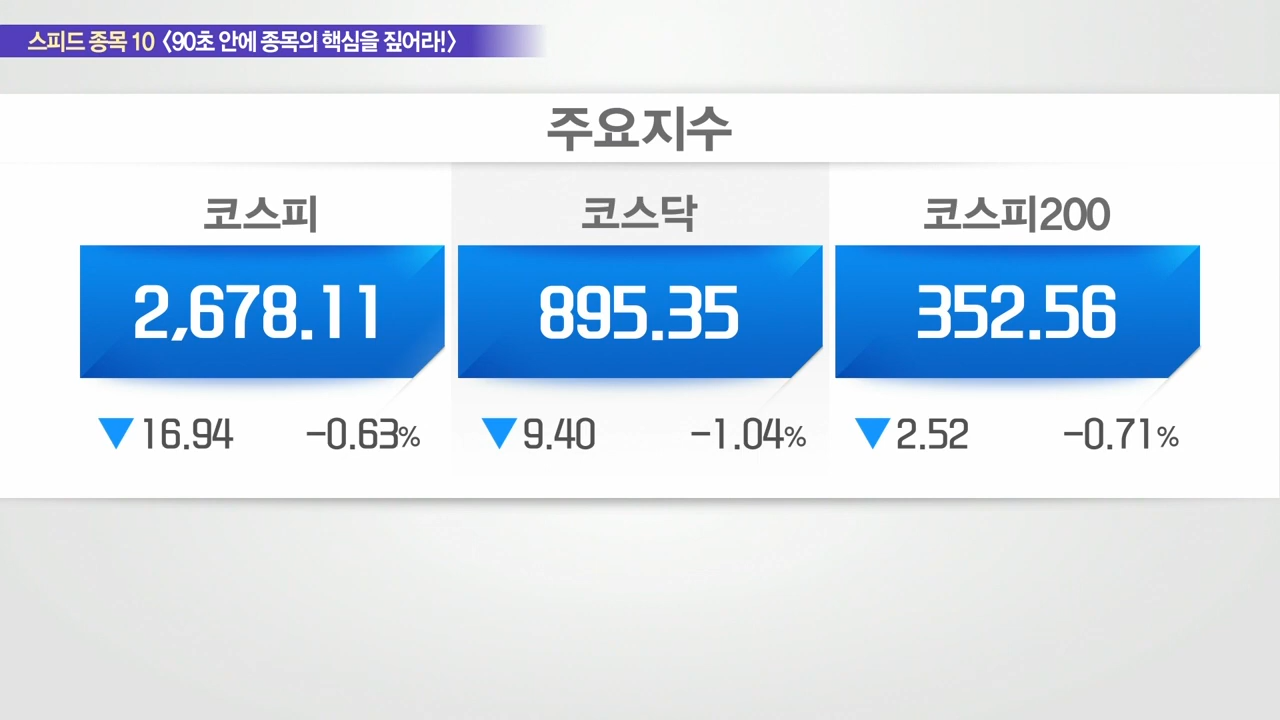 스피드 종목 10 <90초 안에 종목의 핵심을 짚어라!>
주요지수
코스피 코스닥 코스피200
2,678.11 895.35 352.56
▼16.94 -0.63% ▼9.40 -1.04% ▼2.52 -0.71%